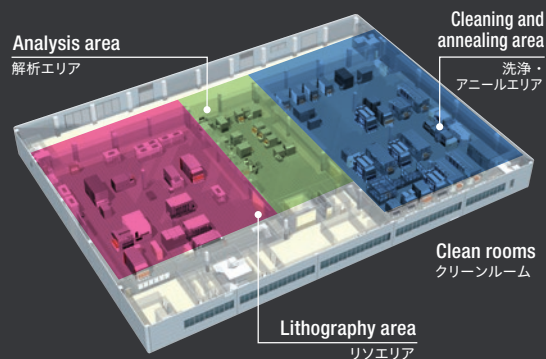 Analysis area
解析エリア
Cleaning and
annealing area
洗浄・
アニールエリア
Clean rooms
クリーンルーム
Lithography area
リソエリア